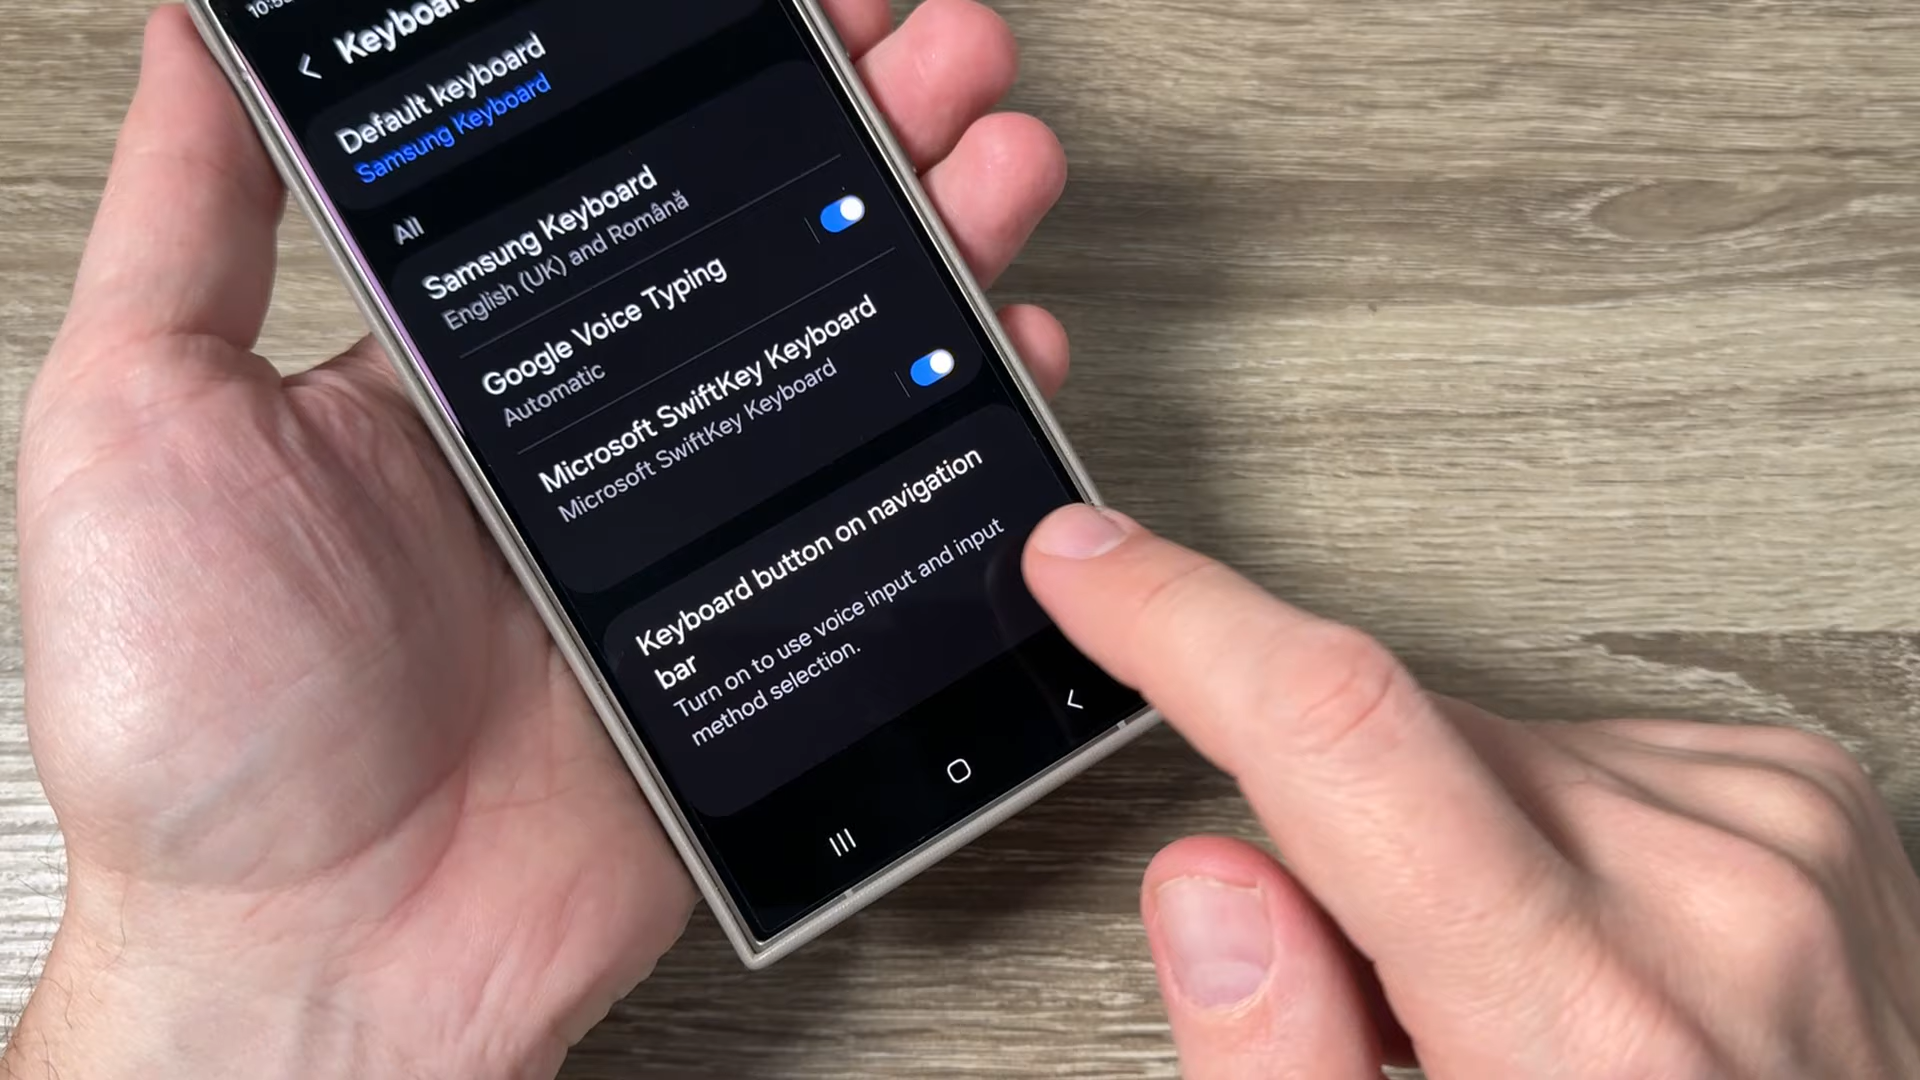 Default keyboard
Samsung Keyboard
All
Samsung Keyboard
English (UK) and Română
Google Voice Typing
Automatic
Microsoft SwiftKey Keyboard
Microsoft SwiftKey Keyboard
Keyboard button on navigation
bar
Turn on to use voice input and input
method selection.